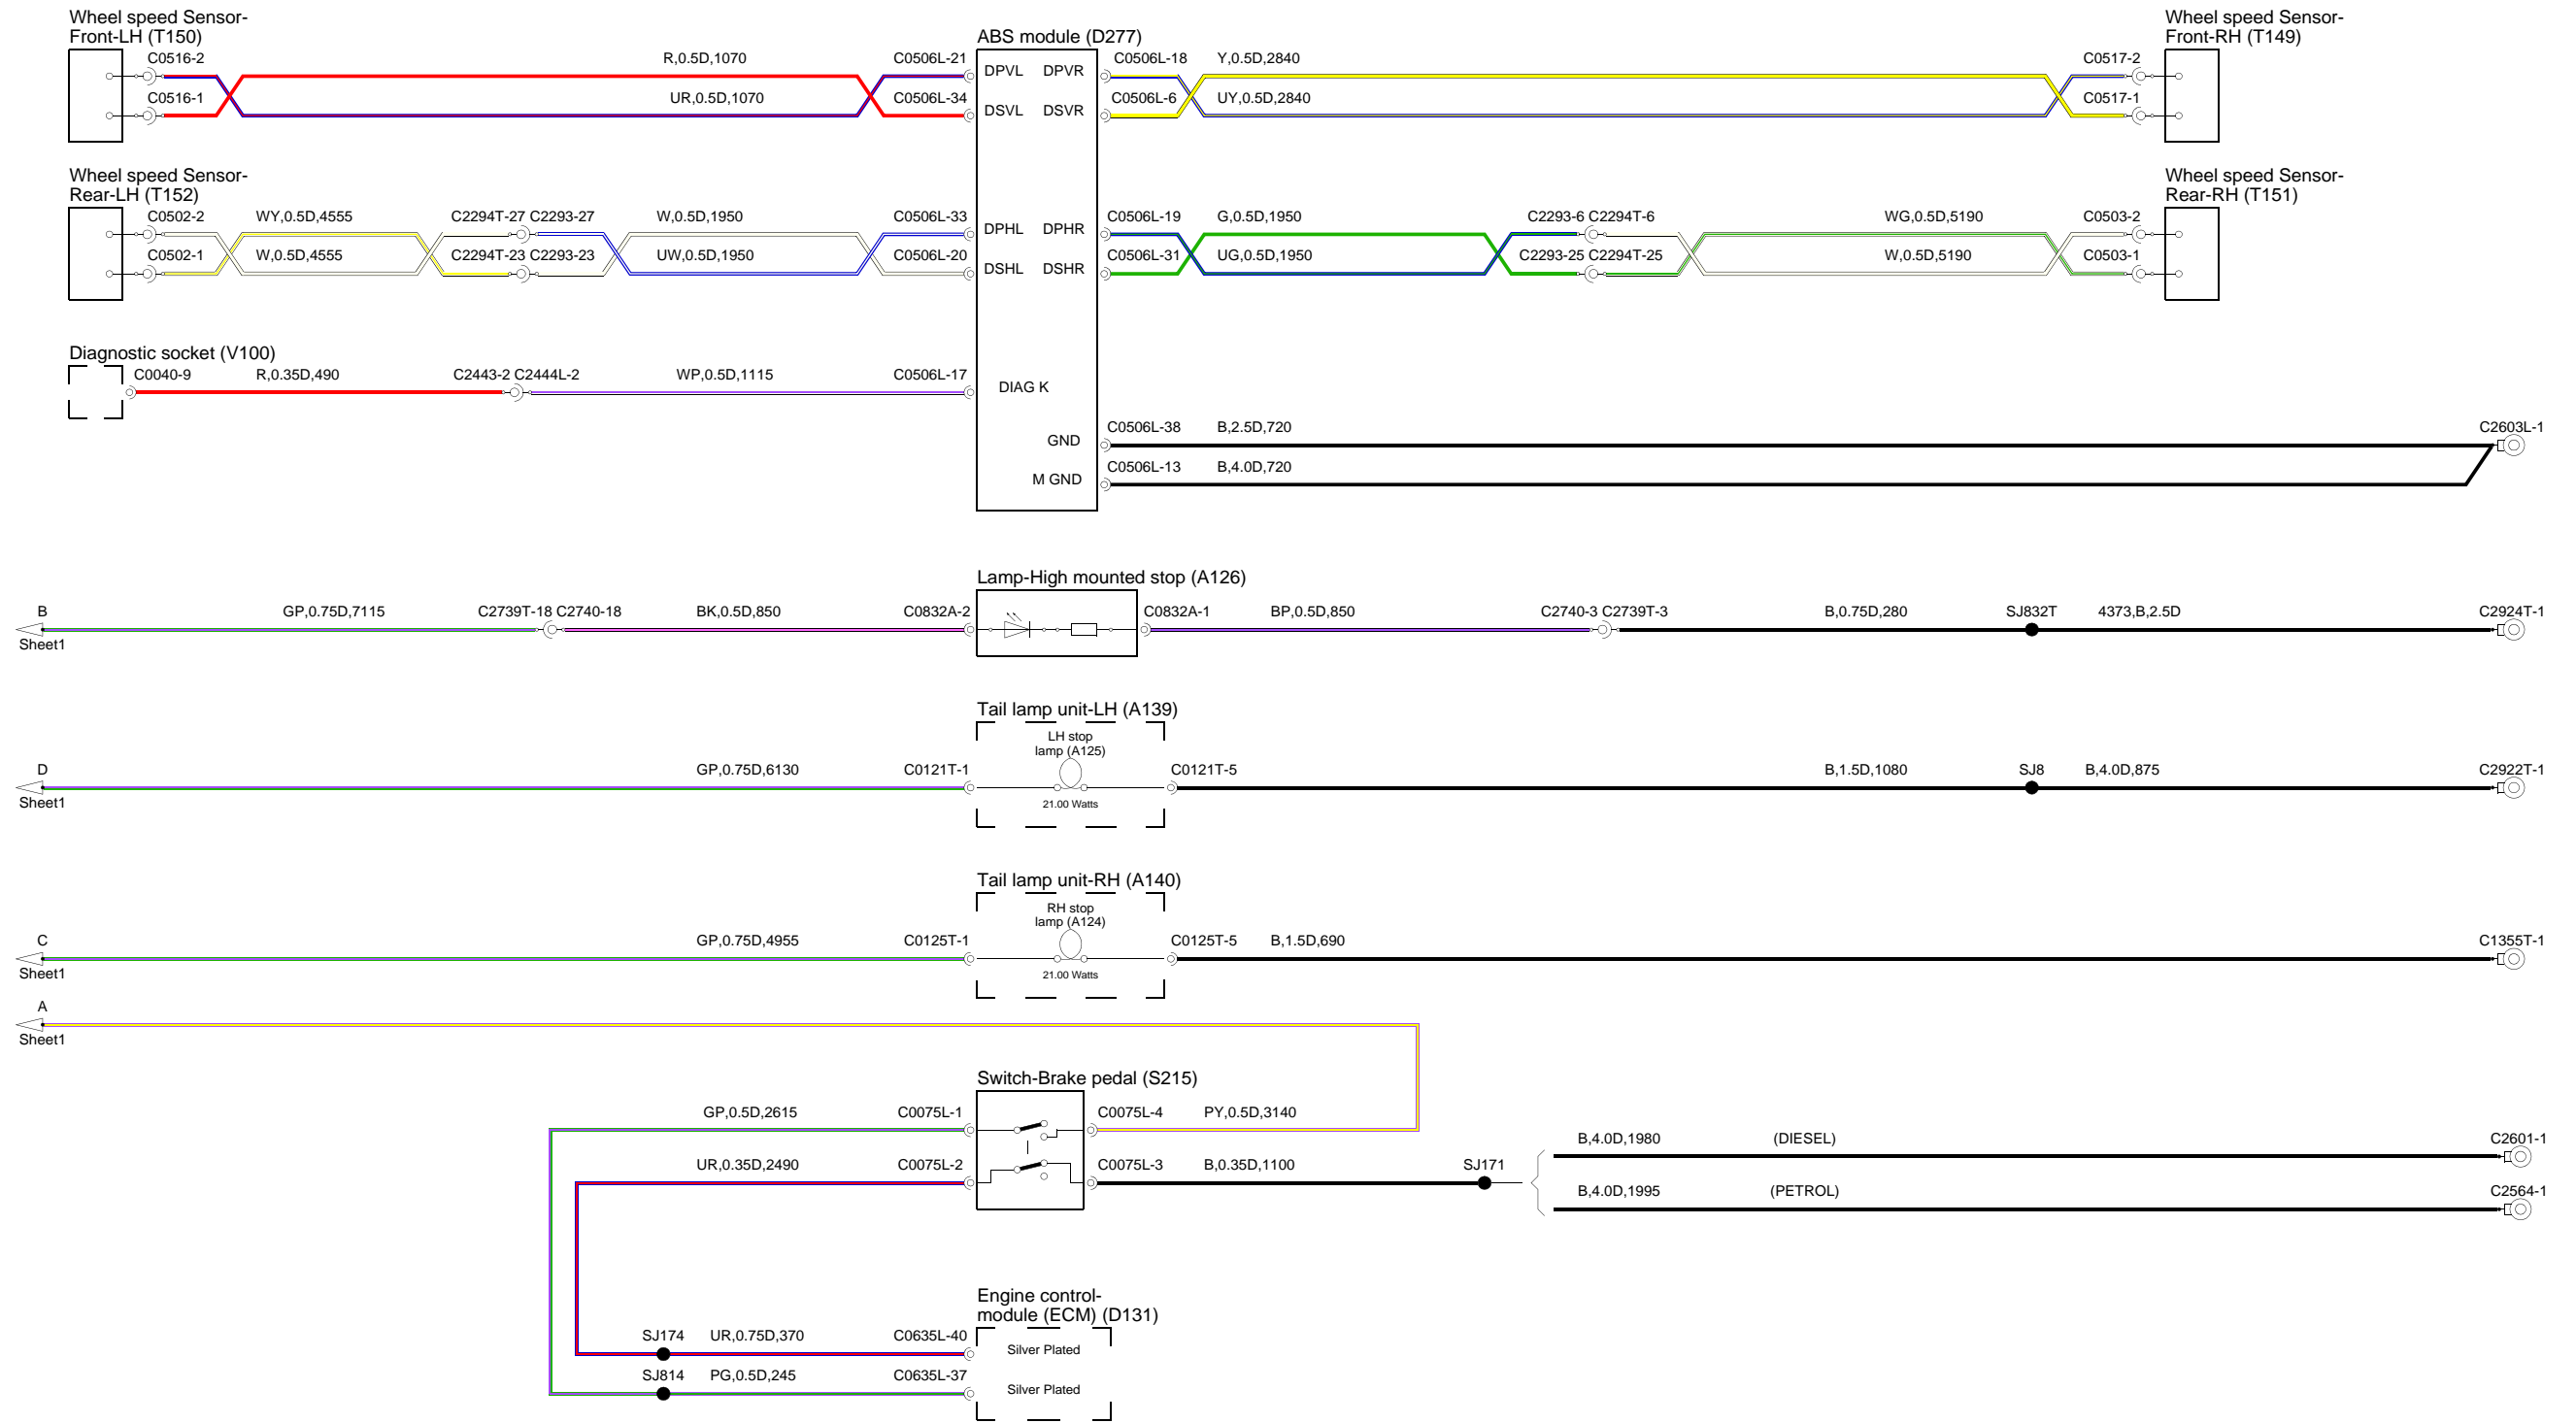 Wheel speed Sensor-
Front-LH (T150)
C0516-2
R,0.5D,1070
C0506L-21
C0516-1
UR,0.5D,1070
C0506L-34
ABS module (D277)
DPVL DPVR
DSVL DSVR
C0506L-18
Y,0.5D,2840
C0517-2
C0506L-6
UY,0.5D,2840
C0517-1
Wheel speed Sensor-
Front-RH (T149)
Wheel speed Sensor-
Rear-LH (T152)
C0502-2
WY,0.5D,4555
C2294T-27 C2293-27
W,0.5D,1950
C0506L-33
C0502-1
W,0.5D,4555
C2294T-23 C2293-23
UW,0.5D,1950
C0506L-20
DPHL DPHR
DSHL DSHR
C0506L-19
G,0.5D,1950
C2293-6 C2294T-6
WG,0.5D,5190
C0503-2
C0506L-31
UG,0.5D,1950
C2293-25 C2294T-25
W,0.5D,5190
C0503-1
Wheel speed Sensor-
Rear-RH (T151)
Diagnostic socket (V100)
C0040-9
R,0.35D,490
C2443-2 C2444L-2
WP,0.5D,1115
C0506L-17
DIAG K
GND
C0506L-38
B,2.5D,720
C2603L-1
M GND
C0506L-13
B,4.0D,720
Lamp-High mounted stop (A126)
B
Sheet1
GP,0.75D,7115
C2739T-18 C2740-18
BK,0.5D,850
C0832A-2
C0832A-1
BP,0.5D,850
C2740-3 C2739T-3
B,0.75D,280
SJ832T
4373,B,2.5D
C2924T-1
Tail lamp unit-LH (A139)
LH stop
lamp (A125)
21.00 Watts
D
Sheet1
GP,0.75D,6130
C0121T-1
C0121T-5
B,1.5D,1080
SJ8
B,4.0D,875
C2922T-1
Tail lamp unit-RH (A140)
RH stop
lamp (A124)
21.00 Watts
C
Sheet1
GP,0.75D,4955
C0125T-1
C0125T-5
B,1.5D,690
C1355T-1
A
Sheet1
Switch-Brake pedal (S215)
GP,0.5D,2615
C0075L-1
C0075L-4
PY,0.5D,3140
UR,0.35D,2490
C0075L-2
C0075L-3
B,0.35D,1100
SJ171
B,4.0D,1980
(DIESEL)
C2601-1
B,4.0D,1995
(PETROL)
C2564-1
Engine control-
module (ECM) (D131)
SJ174
UR,0.75D,370
C0635L-40
Silver Plated
SJ814
PG,0.5D,245
C0635L-37
Silver Plated